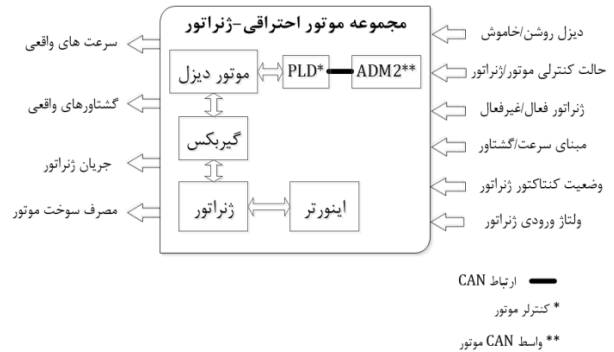 مجموعه موتور احتراقی-ژنراتور
دیزل روشن/خاموش
حالت کنترلی موتور/ژنراتور
ژنراتور فعال/غیرفعال
مبنای سرعت/گشتاور
وضعیت کنتاکتور ژنراتور
ولتاژ ورودی ژنراتور
ADM2**
PLD*
موتور دیزل
گیربکس
ژنراتور
اینورتر
سرعت های واقعی
گشتاورهای واقعی
جریان ژنراتور
مصرف سوخت موتور
ارتباط CAN
* کنترلر موتور
** واسط CAN موتور